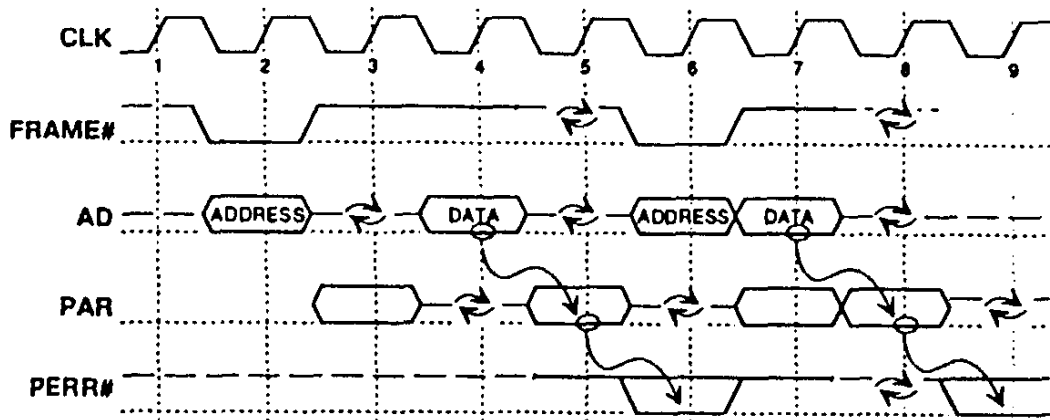 CLK
1 2 3 4 5 6 7 8 9
FRAME#
AD ADDRESS DATA ADDRESS DATA
PAR
PERR#